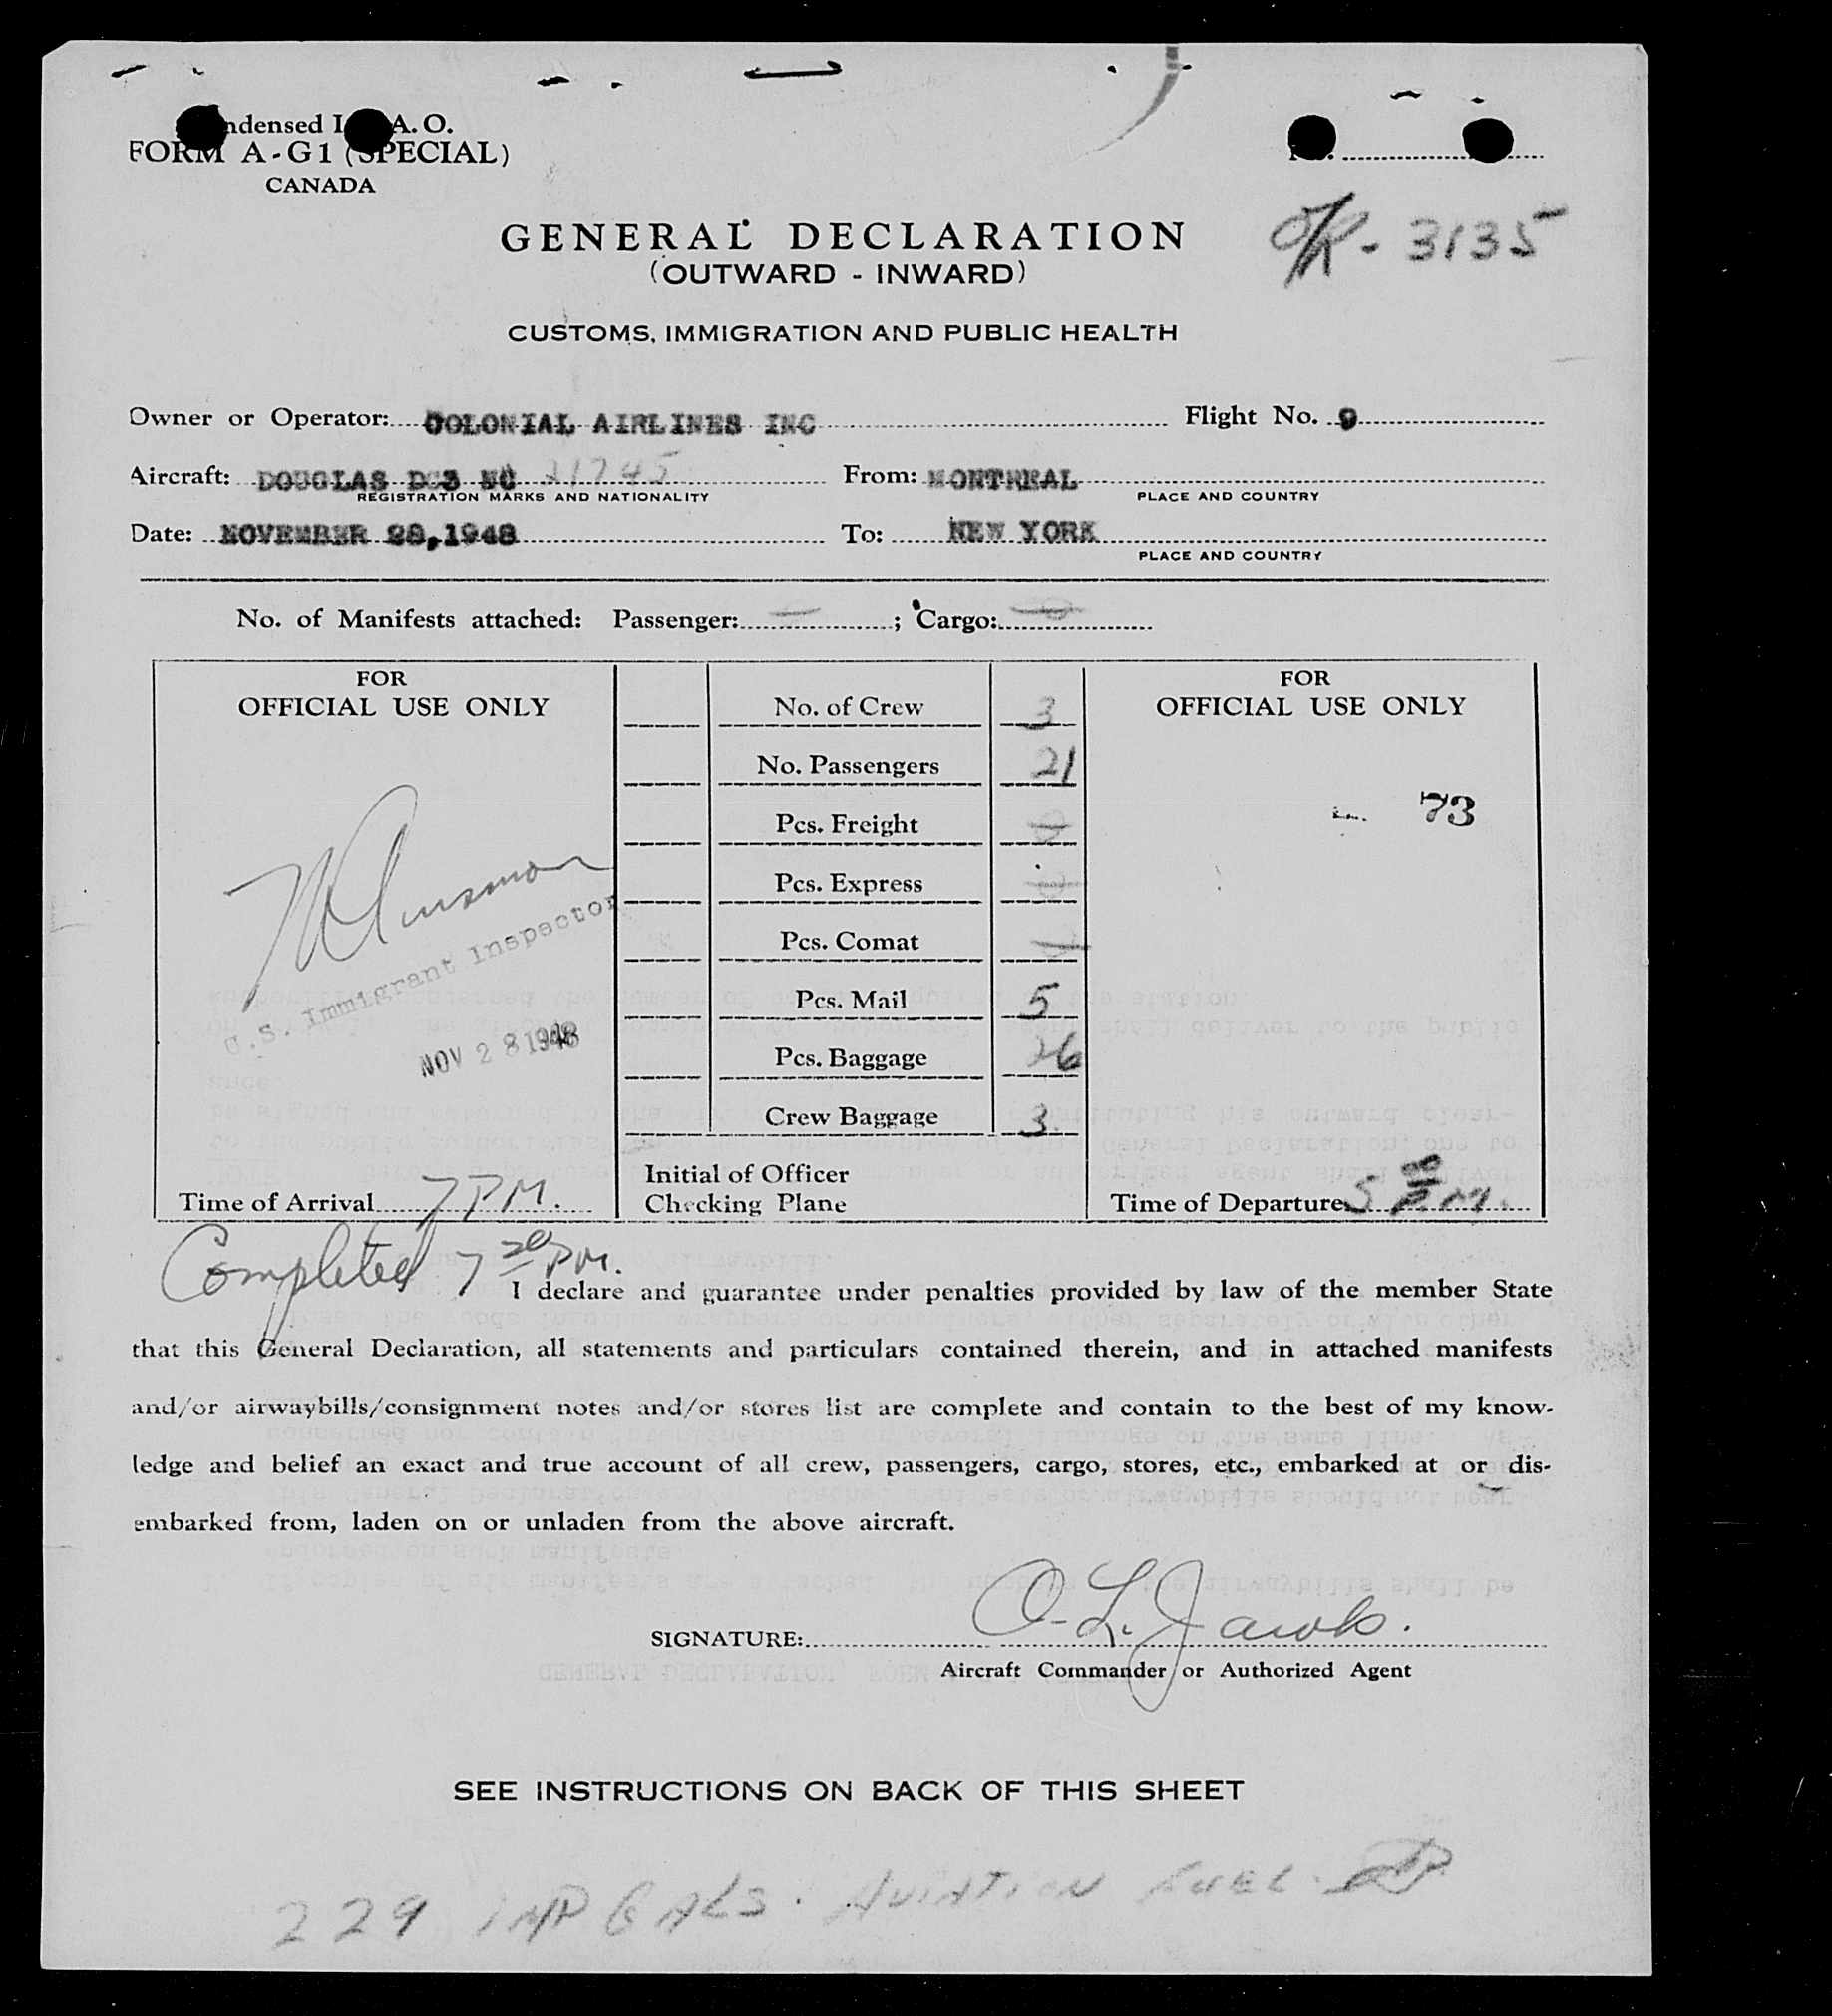 ndensed I A.O.
FORM A-G1 (SPECIAL)
CANADA
O/R - 3135
GENERAL DECLARATION
(OUTWARD - INWARD)
CUSTOMS, IMMIGRATION AND PUBLIC HEALTH
Owner or Operator: COLONIAL AIRLINES INC Flight No. 9
Aircraft: DOUGLAS DC3 NC 21745 From: MONTREAL
REGISTRATION MARKS AND NATIONALITY PLACE AND COUNTRY
Date: NOVEMBER 28,1948 To: NEW YORK
PLACE AND COUNTRY
No. of Manifests attached: Passenger: ; Cargo:
FOR
OFFICIAL USE ONLY
U.S. Immigrant Inspector
NOV 28 1948
Time of Arrival 7 PM.
No. of Crew 3
No. Passengers 21
Pcs. Freight
Pcs. Express
Pcs. Comat
Pcs. Mail 5
Pcs. Baggage 26
Crew Baggage 3
Initial of Officer
Checking Plane
FOR
OFFICIAL USE ONLY
73
Time of Departure
Completed 7 30 PM.
I declare and guarantee under penalties provided by law of the member State
that this General Declaration, all statements and particulars contained therein, and in attached manifests
and/or airwaybills/consignment notes and/or stores list are complete and contain to the best of my know-
ledge and belief an exact and true account of all crew, passengers, cargo, stores, etc., embarked at or dis-
embarked from, laden on or unladen from the above aircraft.
SIGNATURE: O.L.
Aircraft Commander or Authorized Agent
SEE INSTRUCTIONS ON BACK OF THIS SHEET
229 IMP GALS. AVIATION FUEL.